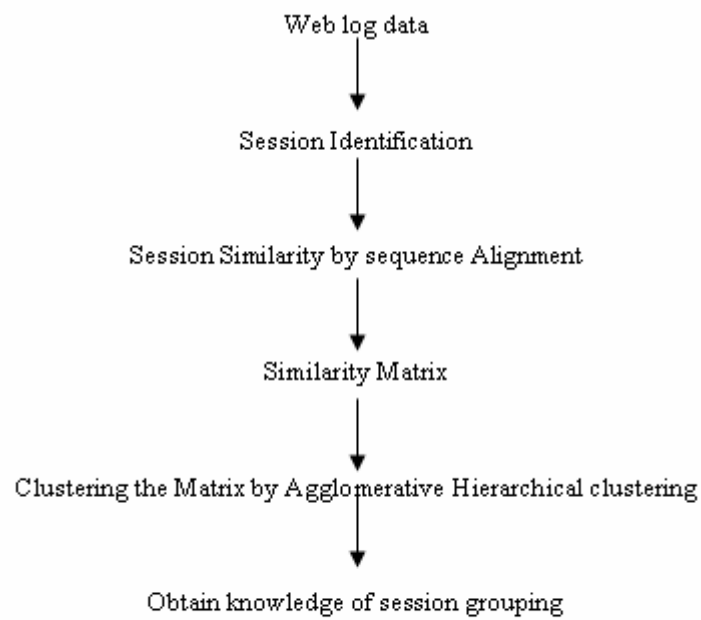 Web log data
Session Identification
Session Similarity by sequence Alignment
Similarity Matrix
Clustering the Matrix by Agglomerative Hierarchical clustering
Obtain knowledge of session grouping